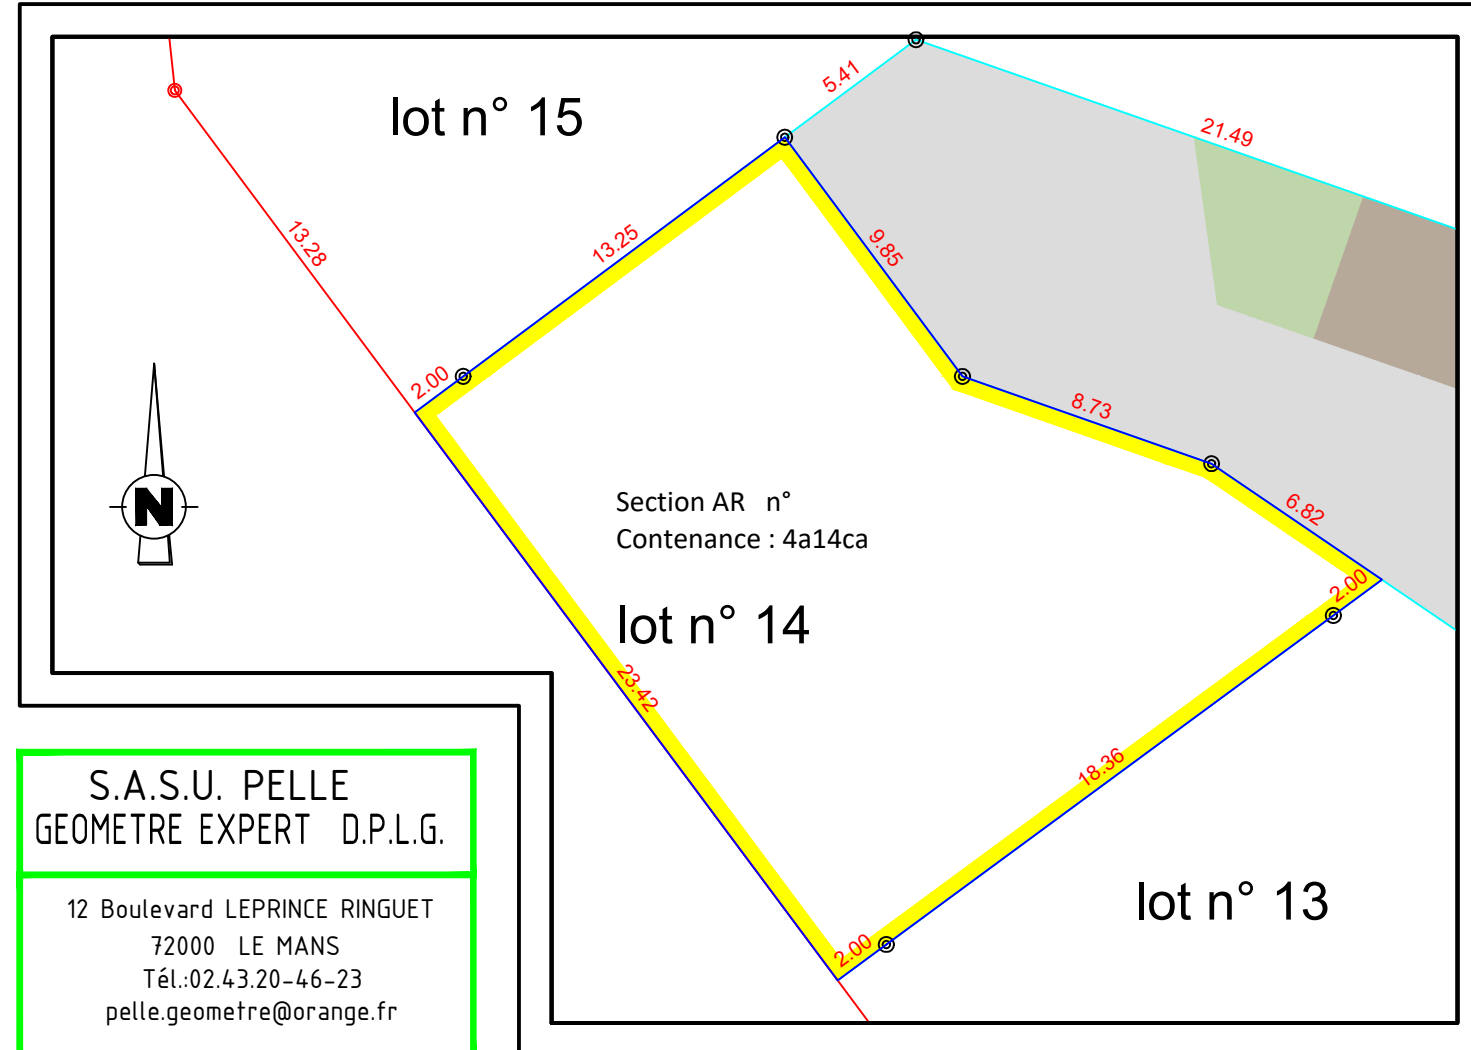 5.41
lot n° 15
21.49
13.28
13.25
9.85
2.00
8.73
N
Section AR n°
Contenance : 4a14ca
6.82
2.00
lot n° 14
23.42
18.36
lot n° 13
2.00
S.A.S.U. PELLE
GEOMETRE EXPERT D.P.L.G.
12 Boulevard LEPRINCE RINGUET
72000 LE MANS
Tél.:02.43.20-46-23
pelle.geometre@orange.fr